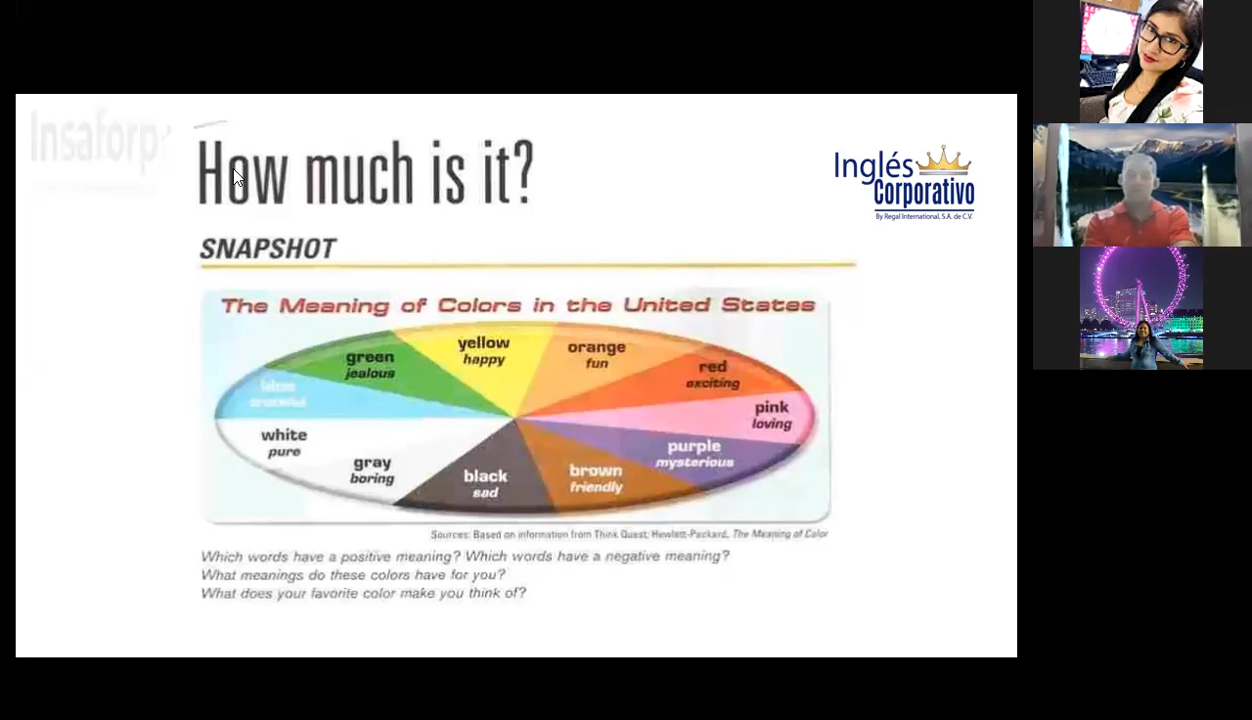 Insaforp
How much is it?
Inglés
Corporativo
By Regal International, S.A. de C.V.
SNAPSHOT
The Meaning of Colors in the United States
yellow
happy
orange
fun
green
jealous
red
exciting
blue
pink
loving
white
pure
purple
mysterious
gray
boring
black
sad
brown
friendly
Sources: Based on information from Think Quest; Hewlett-Packard, The Meaning of Color
Which words have a positive meaning? Which words have a negative meaning?
What meanings do these colors have for you?
What does your favorite color make you think of?